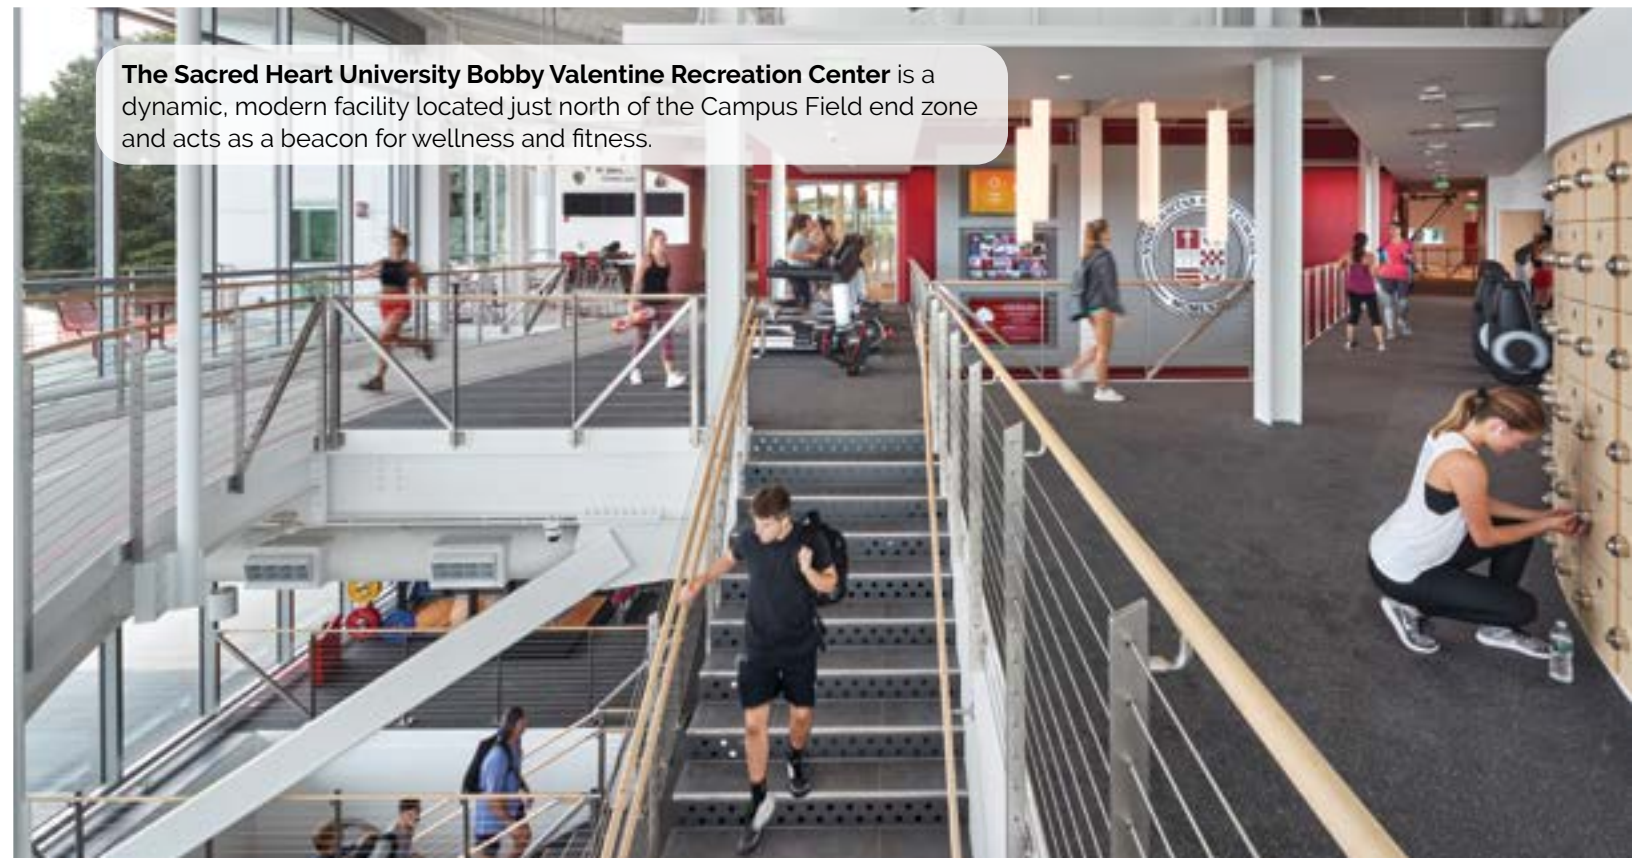 The Sacred Heart University Bobby Valentine Recreation Center is a
dynamic, modern facility located just north of the Campus Field end zone
and acts as a beacon for wellness and fitness.